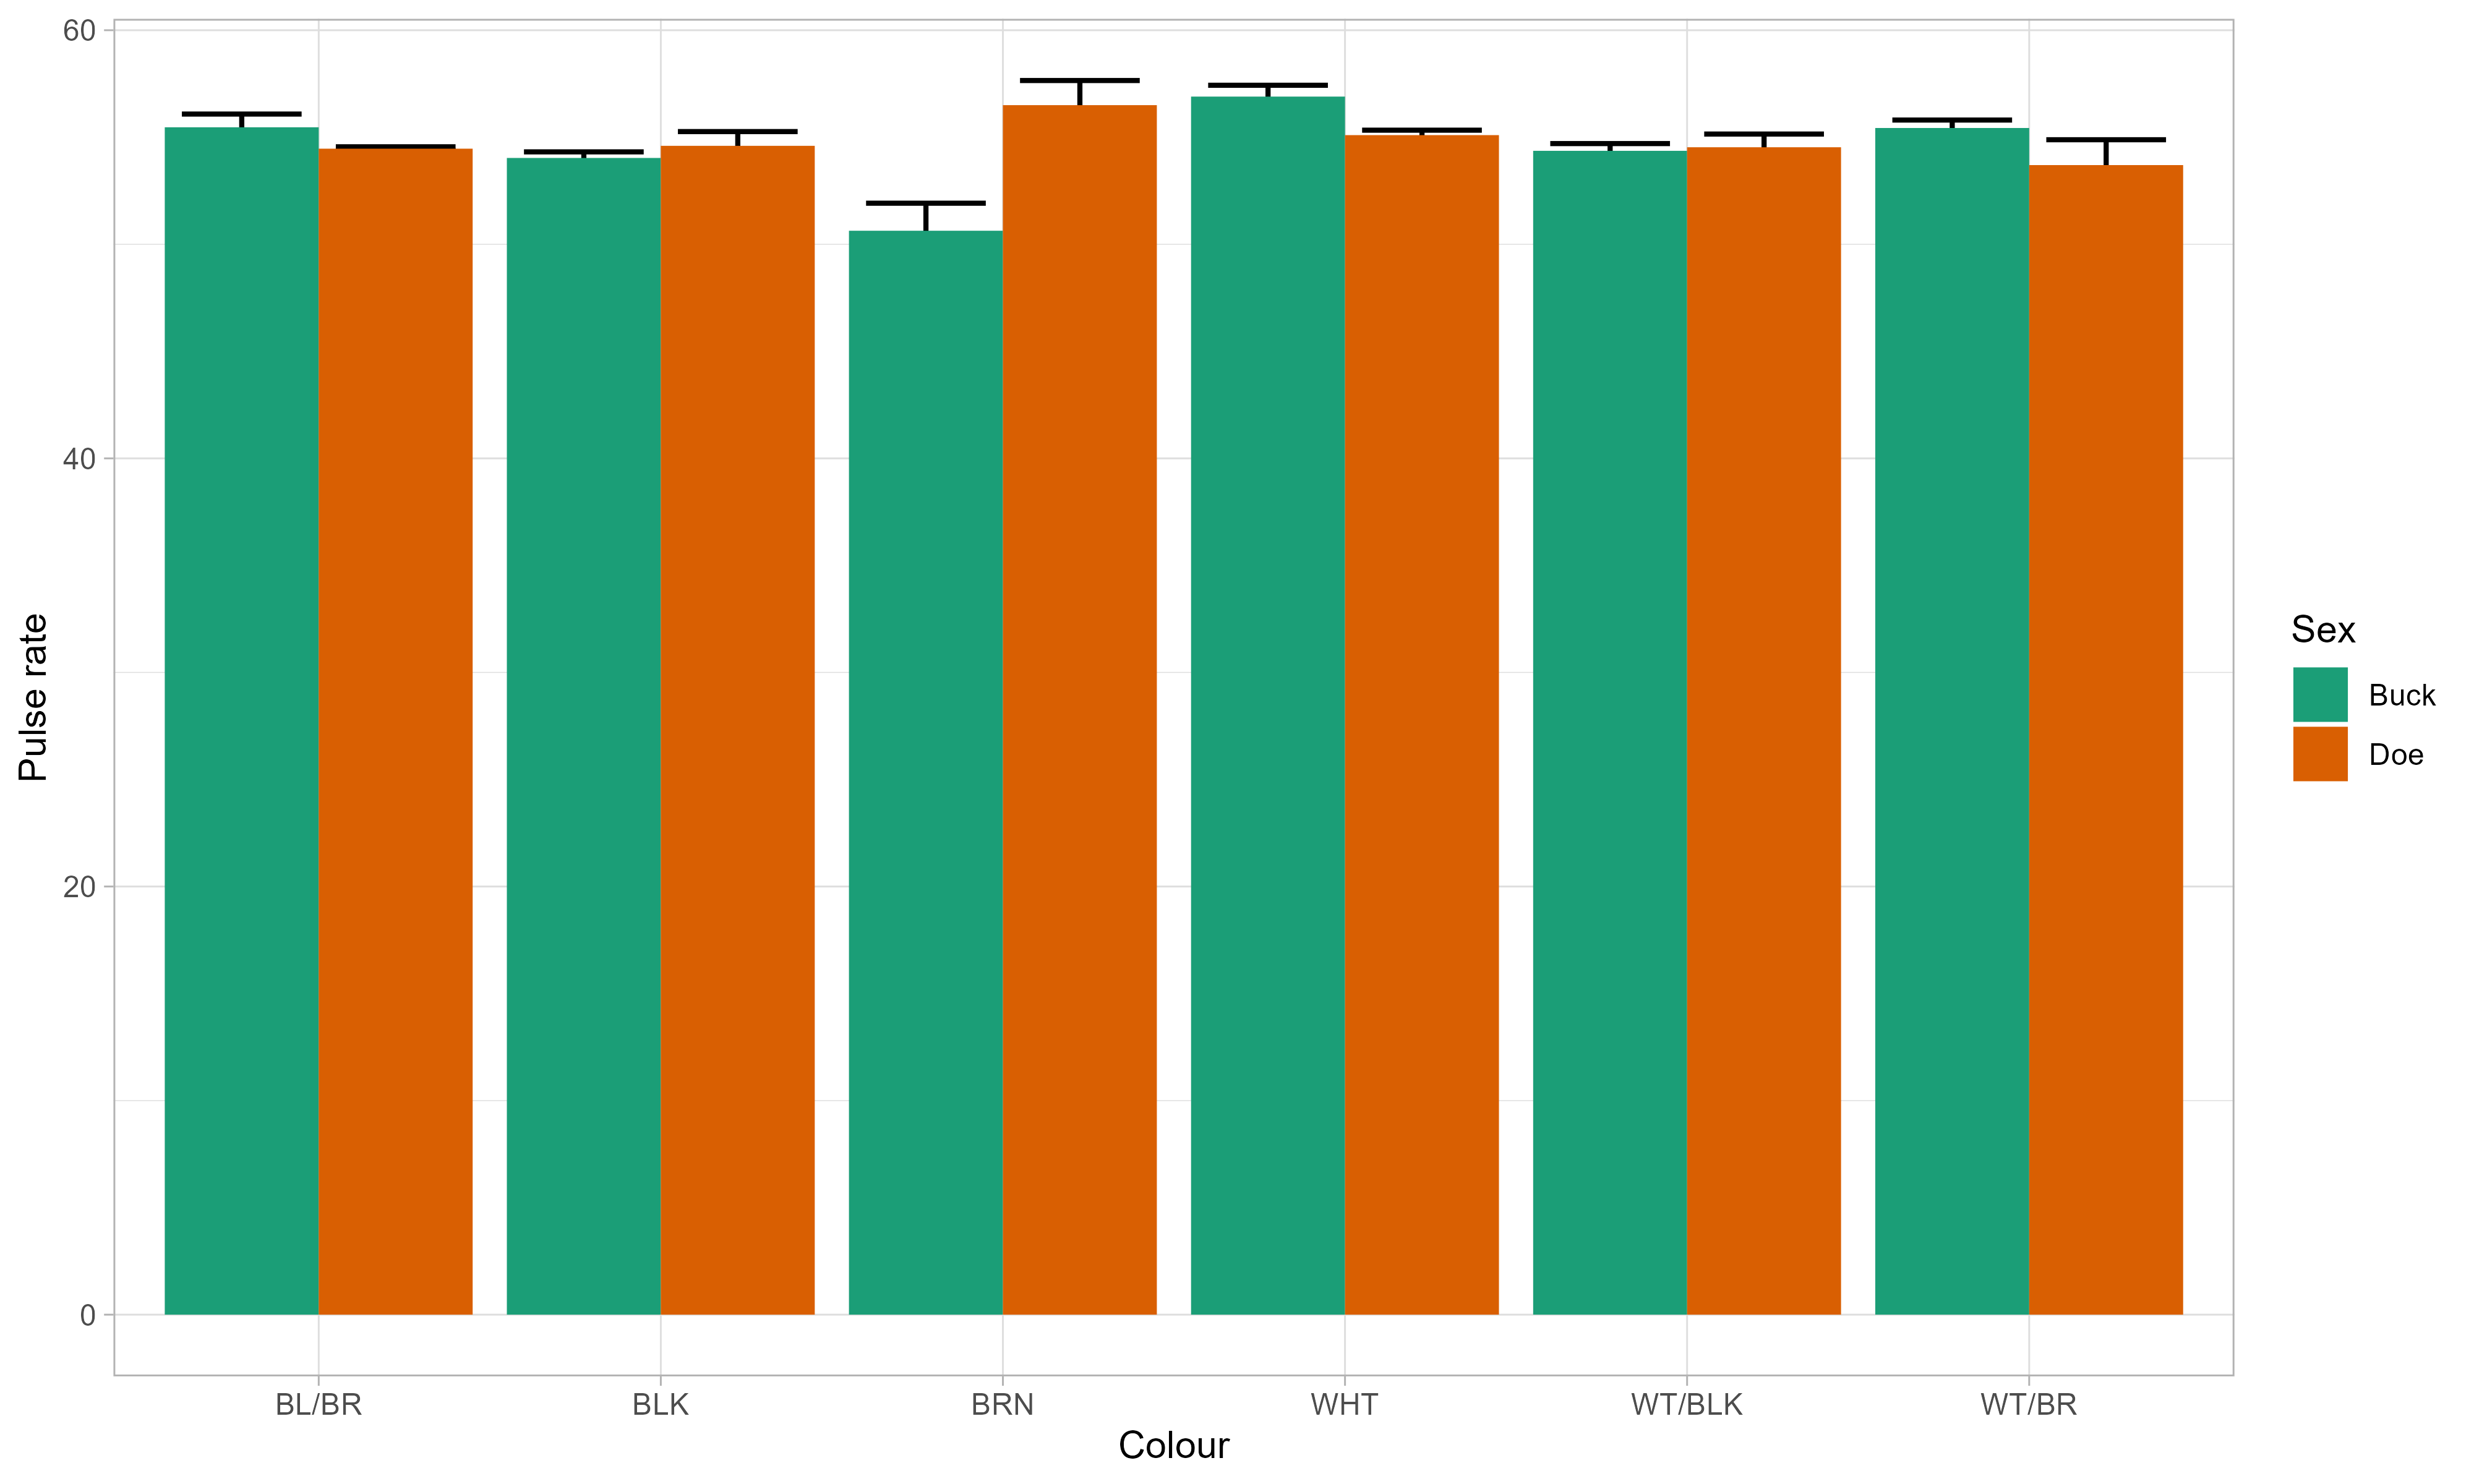 60
40
20
0
Pulse rate
BL/BR
BLK
BRN
WHT
WT/BLK
WT/BR
Colour
Sex
Buck
Doe